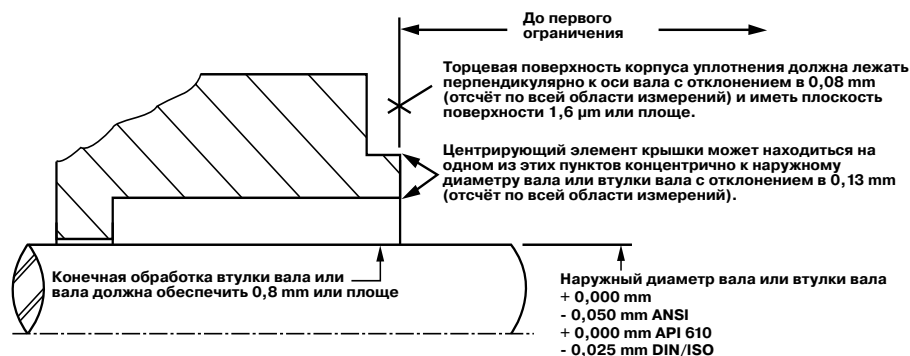 До первого
ограничения
Торцевая поверхность корпуса уплотнения должна лежать
перпендикулярно к оси вала с отклонением в 0,08 mm
(отсчёт по всей области измерений) и иметь плоскость
поверхности 1,6 µm или площе.
Центрирующий элемент крышки может находиться на
одном из этих пунктов концентрично к наружному
диаметру вала или втулки вала с отклонением в 0,13 mm
(отсчёт по всей области измерений).
Конечная обработка втулки вала или
вала должна обеспечить 0,8 mm или площе
Наружный диаметр вала или втулки вала
+ 0,000 mm
- 0,050 mm ANSI
+ 0,000 mm API 610
- 0,025 mm DIN/ISO